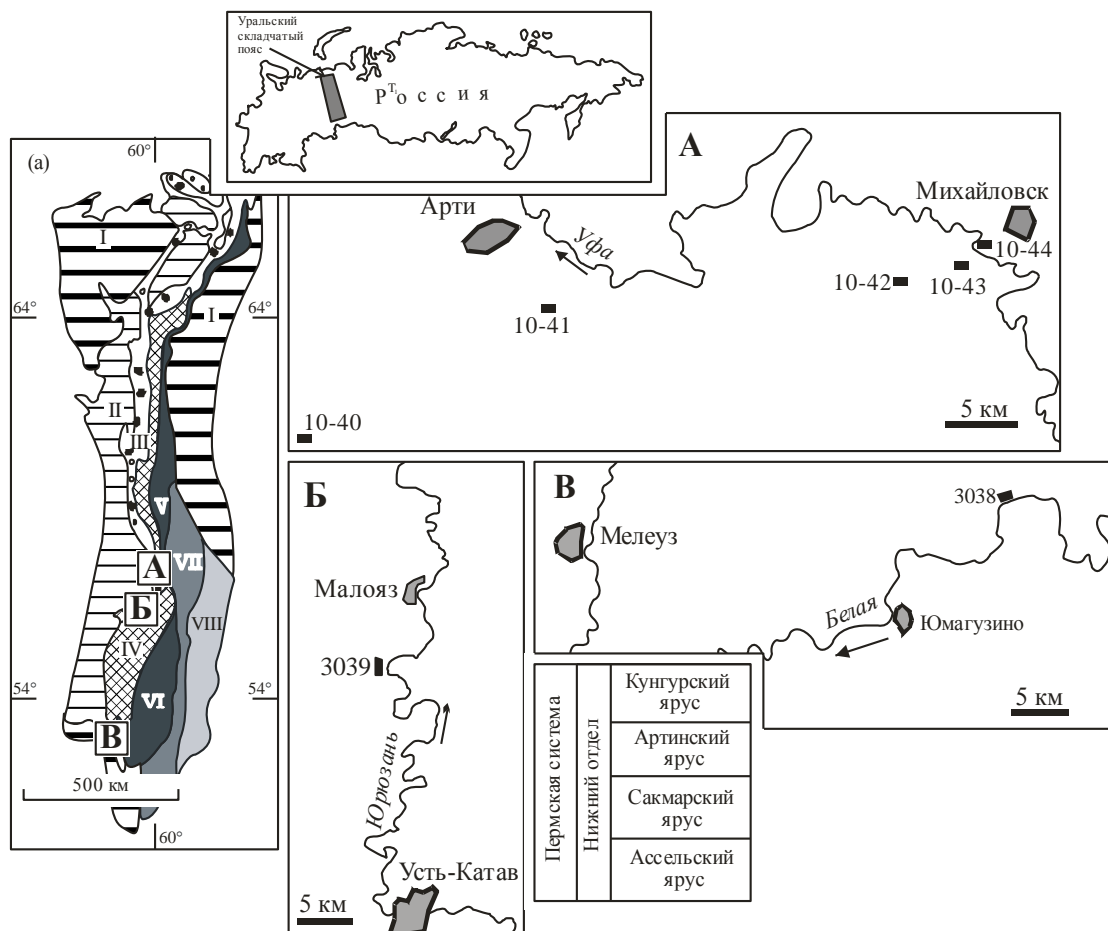 Уральский
складчатый
пояс
Россия
(а)
60°
I
64°
64°
I
II
III
V
А
VII
Б
VIII
IV
54°
VI
54°
В
500 км
60°
А
Арти
Михайловск
Уфа
10-44
10-42
10-43
10-41
5 км
10-40
Б
Малояз
3039
Юрюзань
Усть-Катав
5 км
В
3038
Мелеуз
Белая
Юмагузино
5 км
Пермская система
Нижний отдел
Кунгурский
ярус
Артинский
ярус
Сакмарский
ярус
Ассельский
ярус